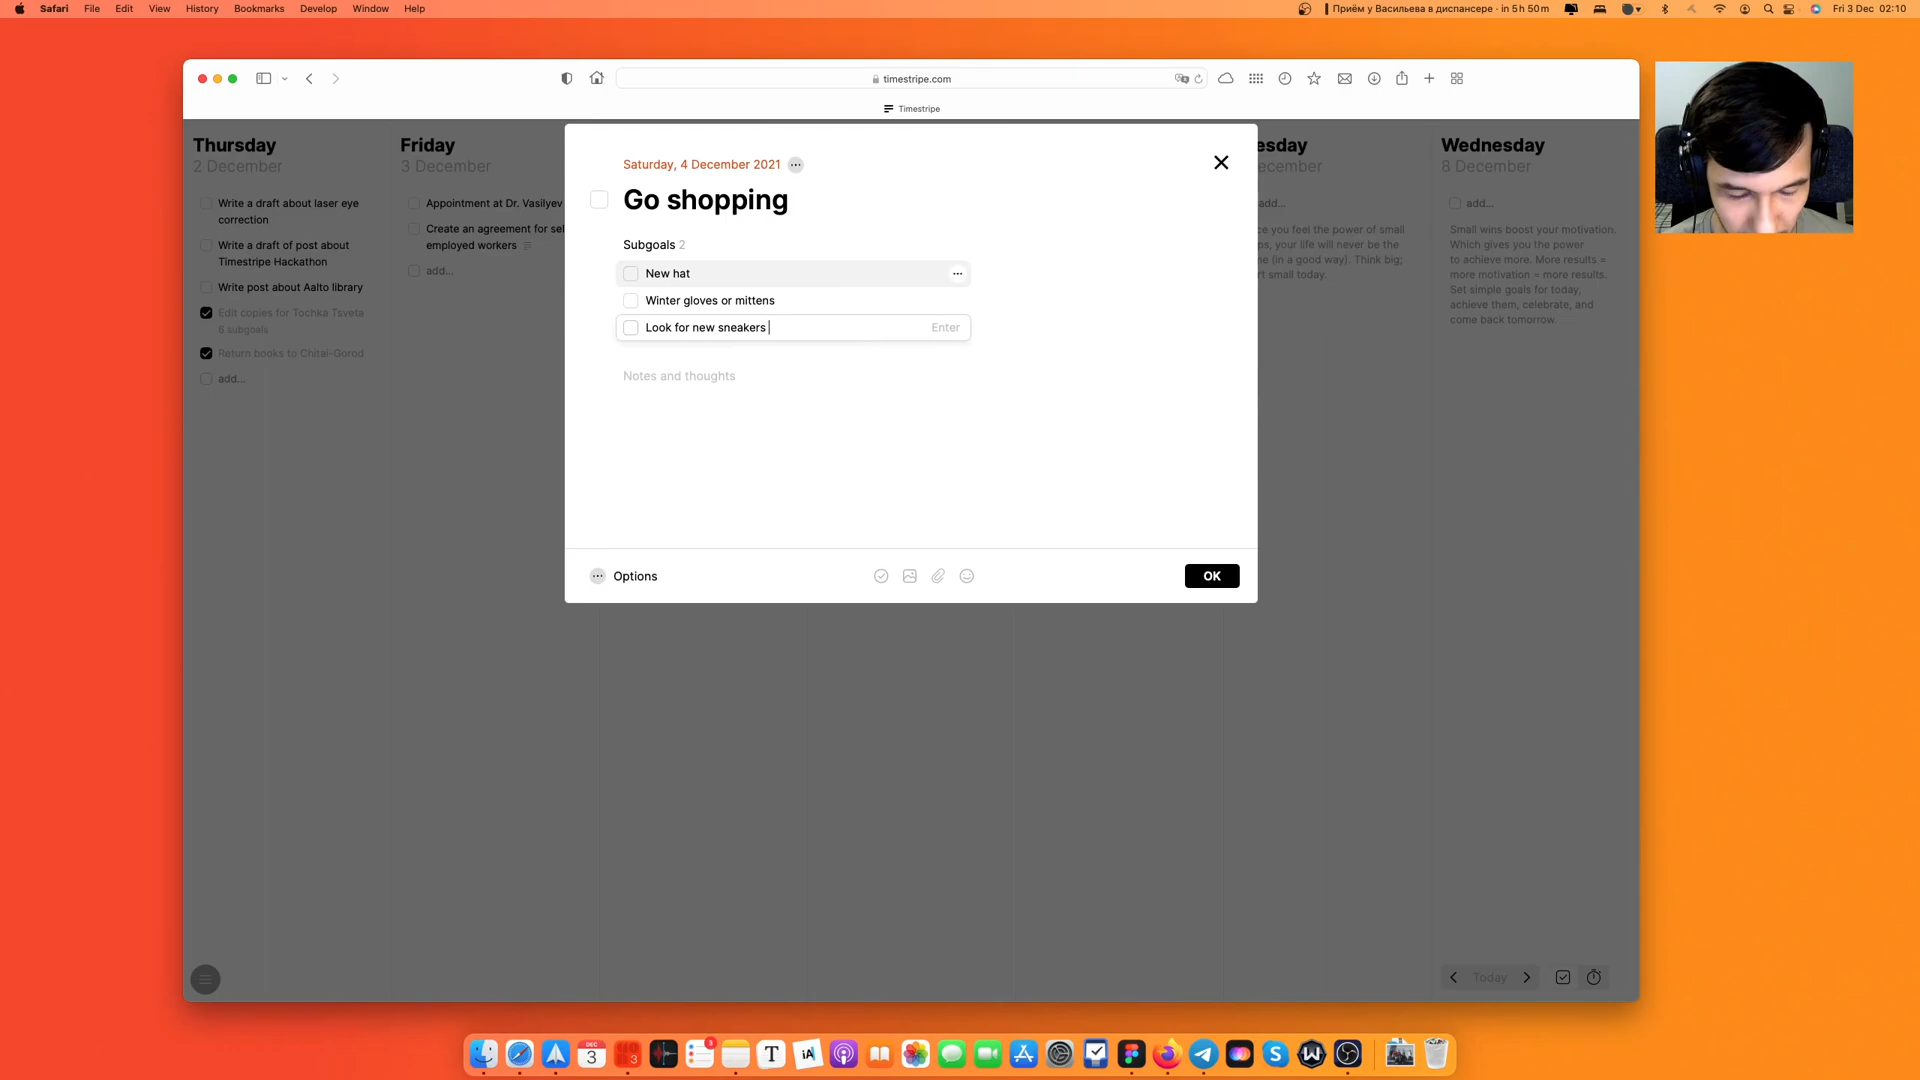 Safari File Edit View History Bookmarks Develop Window Help
Приём у Васильева в диспансере · in 5 h 50 m
Fri 3 Dec 02:10
timestripe.com
Timestripe
Thursday
2 December
Write a draft about laser eye
correction
Write a draft of post about
Timestripe Hackathon
Write post about Aalto library
Edit copies for Tochka Tsveta
6 subgoals
Return books to Chitai-Gorod
add...
Friday
3 December
Appointment at Dr. Vasilyev
Create an agreement for sel
employed workers
add...
Saturday, 4 December 2021
Go shopping
Subgoals 2
New hat
Winter gloves or mittens
Look for new sneakers
Enter
Notes and thoughts
Options
OK
esday
add...
ce you feel the power of small
ps, your life will never be the
me (in a good way). Think big;
rt small today.
Wednesday
8 December
add...
Small wins boost your motivation.
Which gives you the power
to achieve more. More results =
more motivation = more results.
Set simple goals for today,
achieve them, celebrate, and
come back tomorrow.
Today
DEC
3
3
3
T
iA